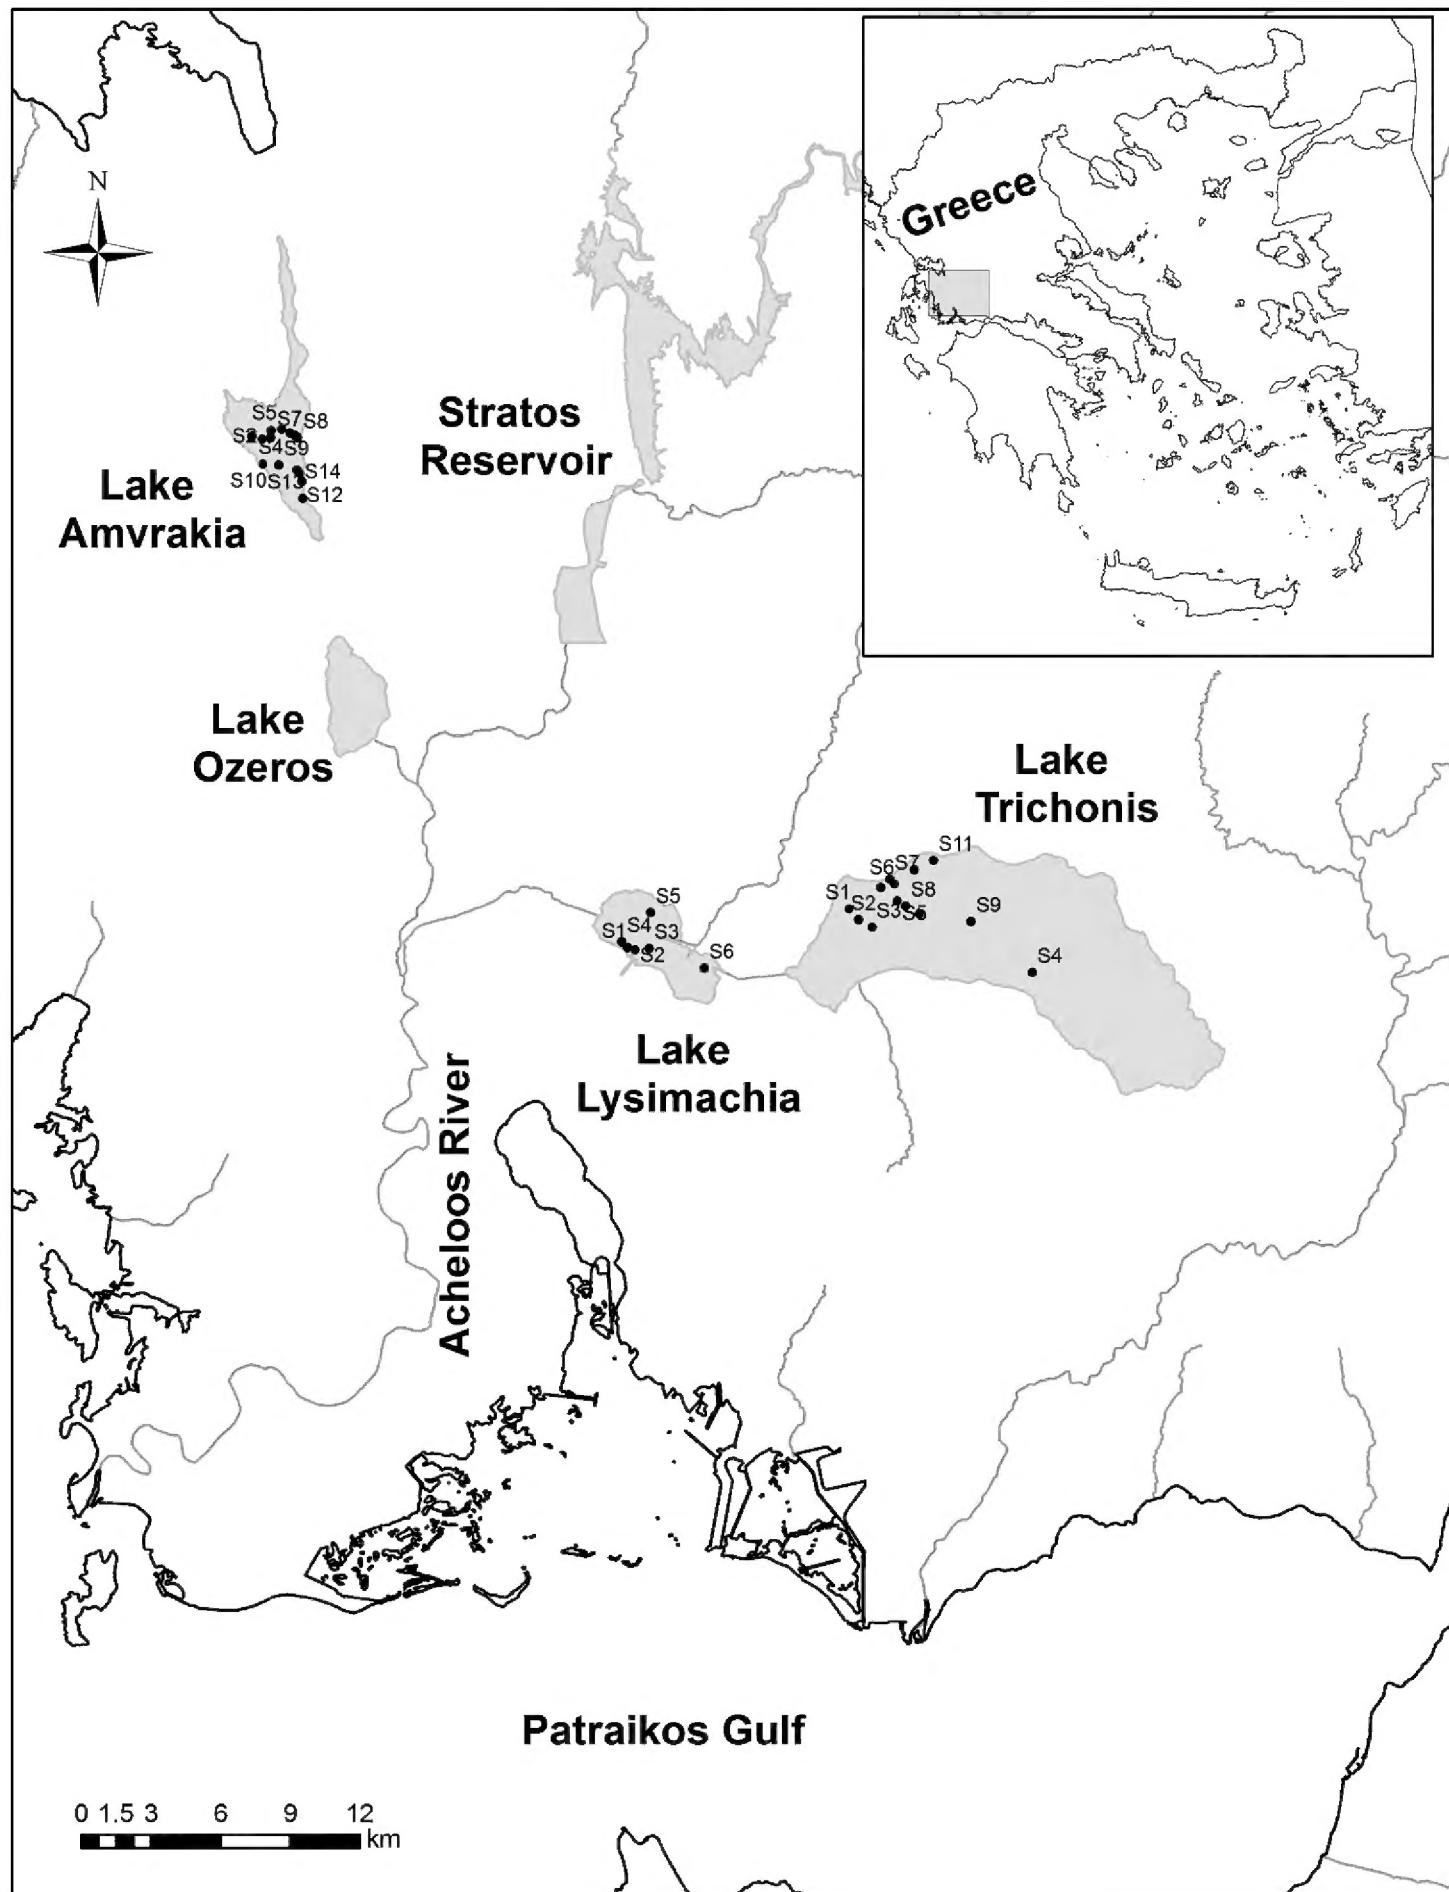 N
Greece
S5
S7
S8
S4
S9
S10
S13
S14
S12
Lake
Amvrakia
Stratos
Reservoir
Lake
Ozeros
Lake
Trichonis
S11
S6
S7
S1
S2
S3
S8
S5
S9
S4
S5
S1
S4
S3
S2
S6
Lake
Lysimachia
Acheloos River
Patraikos Gulf
0 1.5 3 6 9 12
km